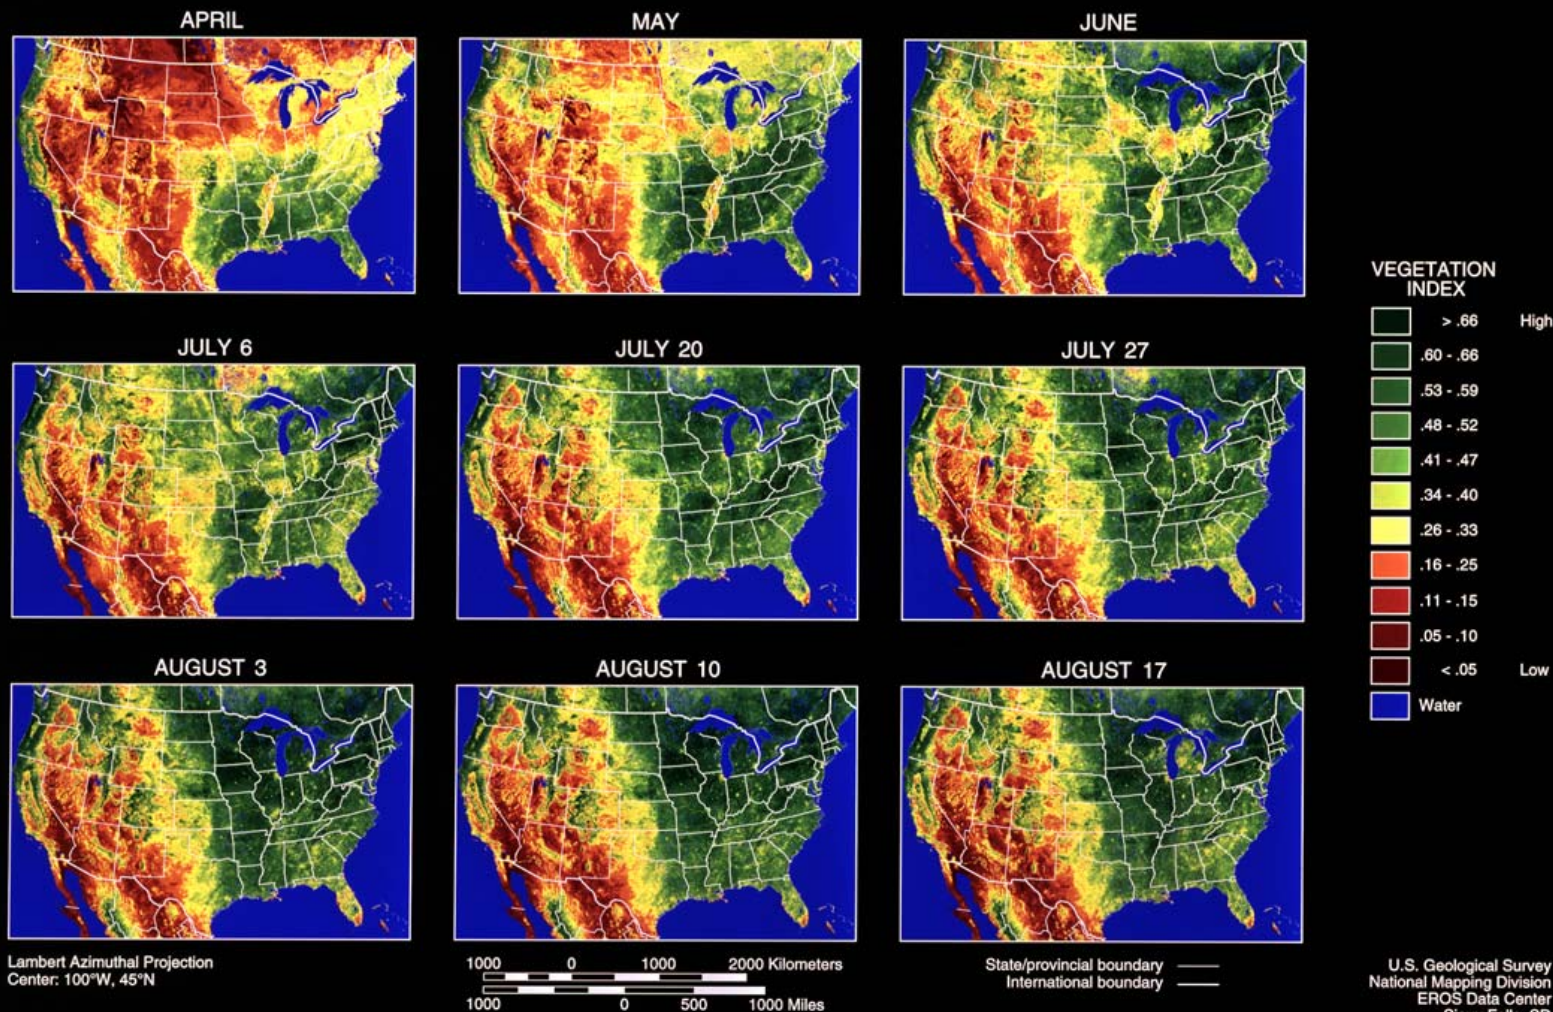 APRIL
MAY
JUNE
JULY 6
JULY 20
JULY 27
AUGUST 3
AUGUST 10
AUGUST 17
VEGETATION
INDEX
> .66 High
.60 - .66
.53 - .59
.48 - .52
.41 - .47
.34 - .40
.26 - .33
.16 - .25
.11 - .15
.05 - .10
< .05 Low
Water
Lambert Azimuthal Projection
Center: 100°W, 45°N
1000 0 1000 2000 Kilometers
1000 0 500 1000 Miles
State/provincial boundary
International boundary
U.S. Geological Survey
National Mapping Division
EROS Data Center